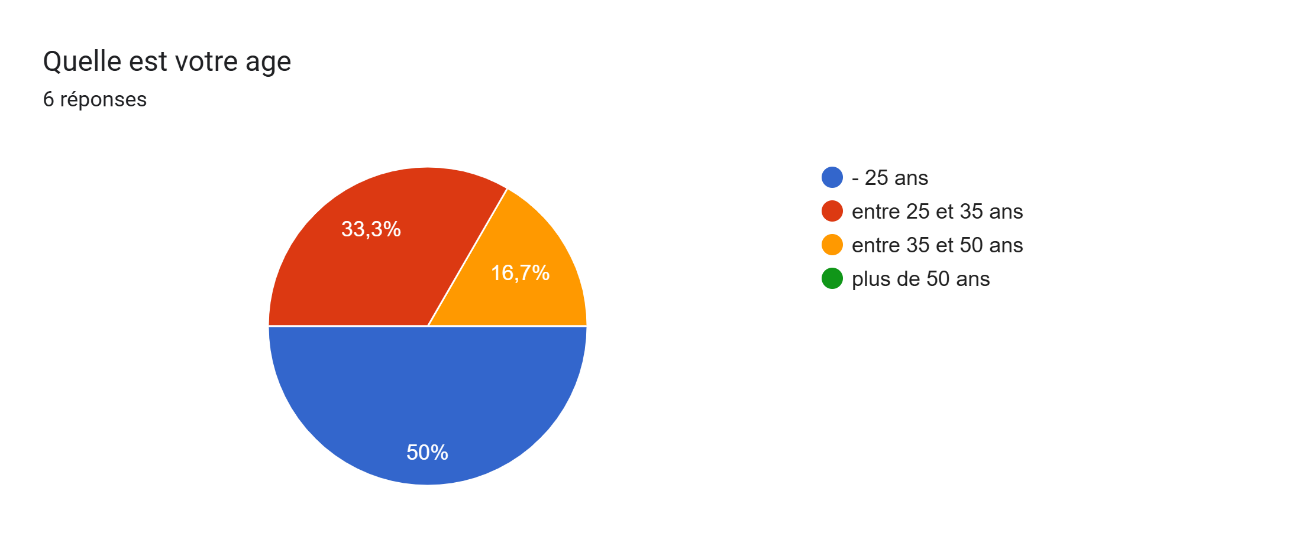 Quelle est votre age
6 réponses
33,3%
16,7%
50%
- 25 ans
entre 25 et 35 ans
entre 35 et 50 ans
plus de 50 ans